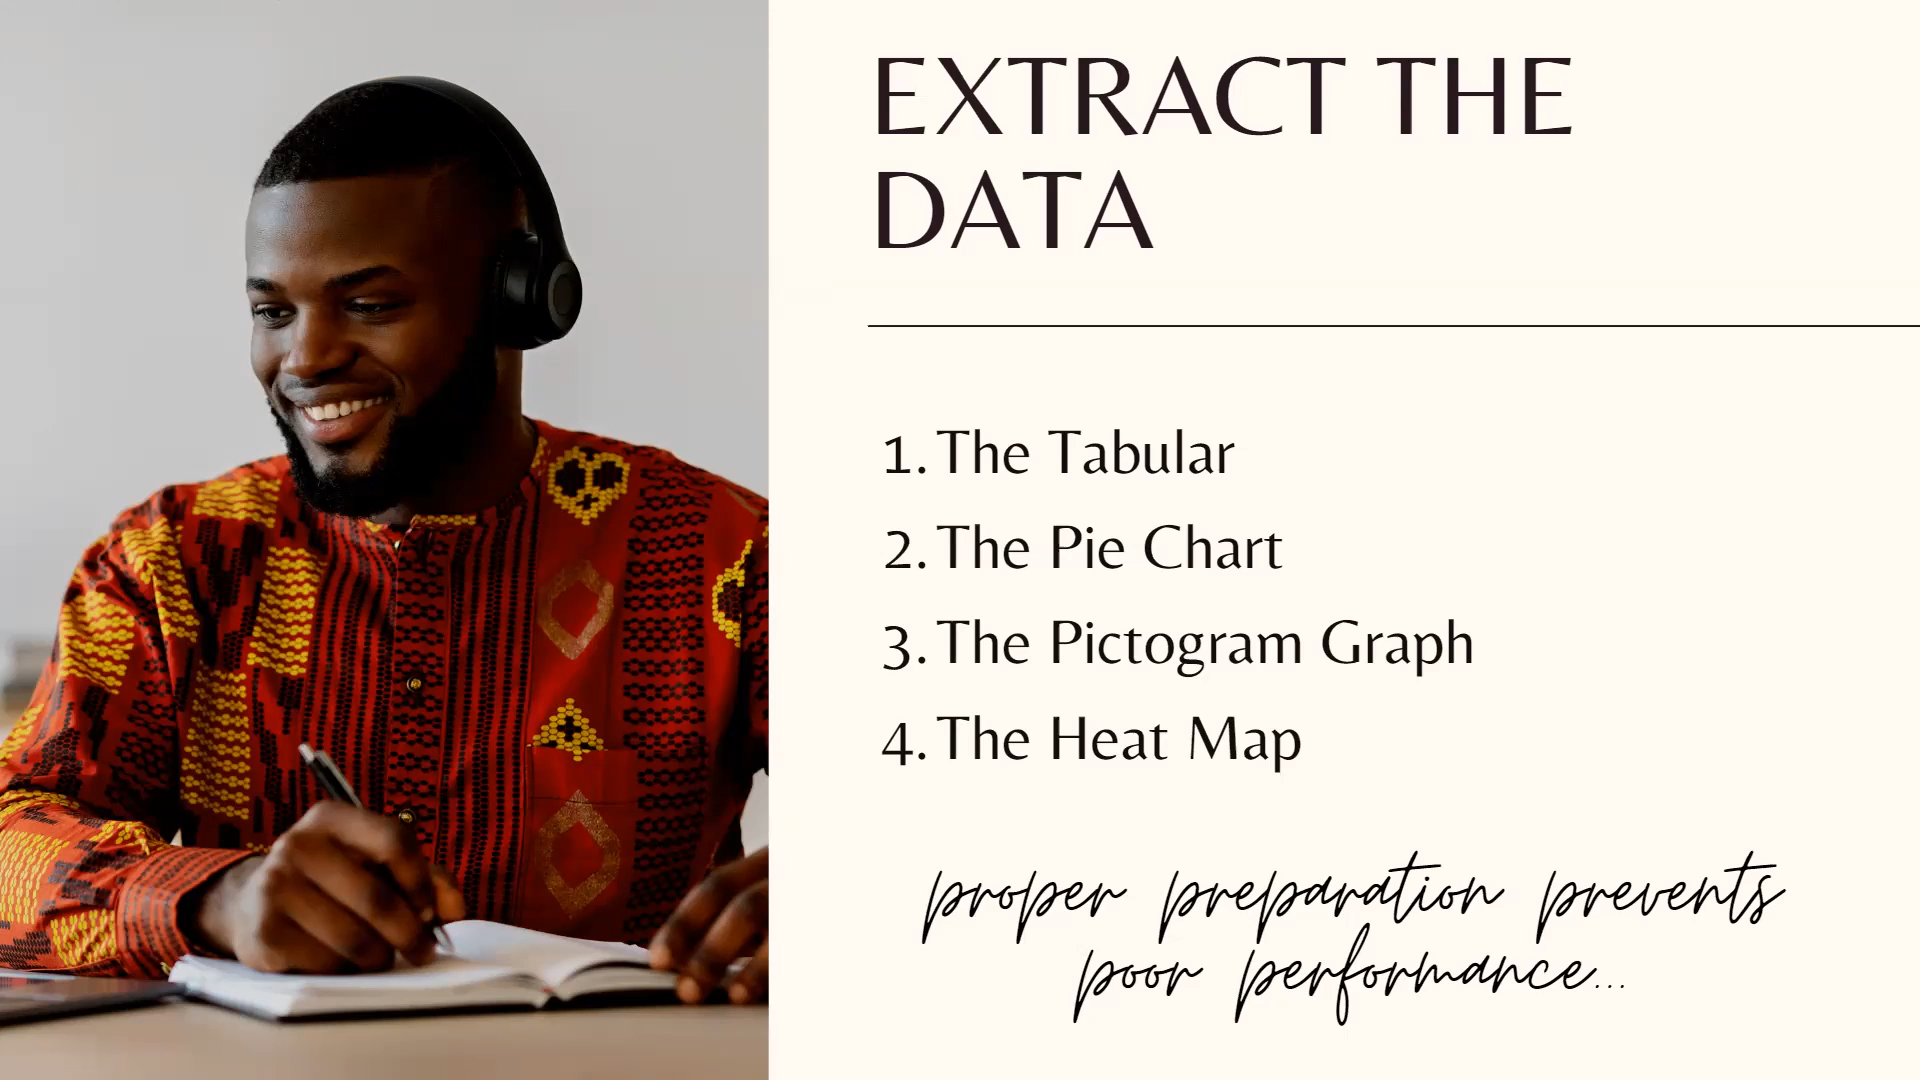 EXTRACT THE
DATA
1. The Tabular
2. The Pie Chart
3. The Pictogram Graph
4. The Heat Map
proper preparation prevents
poor performance...